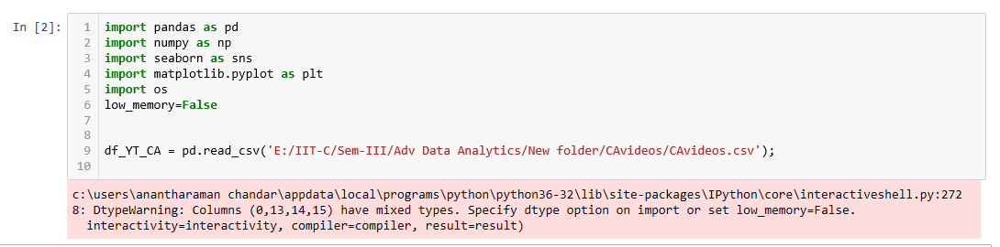 In [2]:
1 import pandas as pd
2 import numpy as np
3 import seaborn as sns
4 import matplotlib.pyplot as plt
5 import os
6 low_memory=False
7
8
9 df_YT_CA = pd.read_csv('E:/IIT-C/Sem-III/Adv Data Analytics/New folder/CAvideos/CAvideos.csv');
10
c:\users\anantharaman chandar\appdata\local\programs\python\python36-32\lib\site-packages\IPython\core\interactiveshell.py:272
8: DtypeWarning: Columns (0,13,14,15) have mixed types. Specify dtype option on import or set low_memory=False.
interactivity=interactivity, compiler=compiler, result=result)